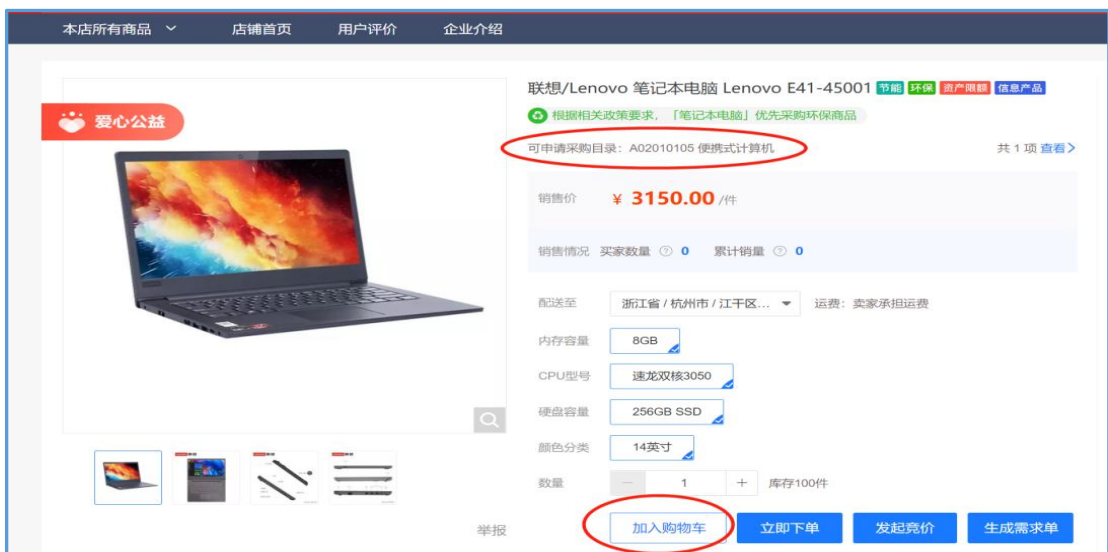 本店所有商品 店铺首页 用户评价 企业介绍
爱心公益
联想/Lenovo 笔记本电脑 Lenovo E41-45001 节能 环保 资产限额 信息产品
根据相关政策要求，「笔记本电脑」优先采购环保商品
可申请采购目录：A02010105 便携式计算机 共 1 项 查看>
销售价 ¥ 3150.00 /件
销售情况 买家数量 ? 0 累计销量 ? 0
配送至 浙江省 / 杭州市 / 江干区... 运费：卖家承担运费
内存容量 8GB
CPU型号 速龙双核3050
硬盘容量 256GB SSD
颜色分类 14英寸
数量 － 1 + 库存100件
举报 加入购物车 立即下单 发起竞价 生成需求单